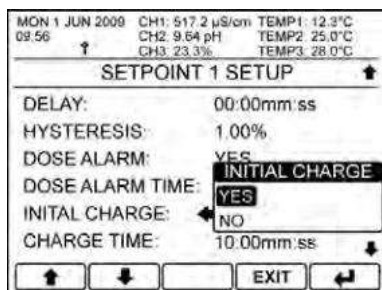 MON 1 JUN 2009 CH1: 517.2 µS/cm TEMP1: 12.3°C
09:56 CH2: 9.64 pH TEMP2: 25.0°C
CH3: 23.3% TEMP3: 28.0°C
SETPOINT 1 SETUP
DELAY: 00:00mm:ss
HYSTERESIS: 1.00%
DOSE ALARM: YES
INITIAL CHARGE
DOSE ALARM TIME:
YES
INITAL CHARGE:
NO
CHARGE TIME: 10:00mm:ss
EXIT